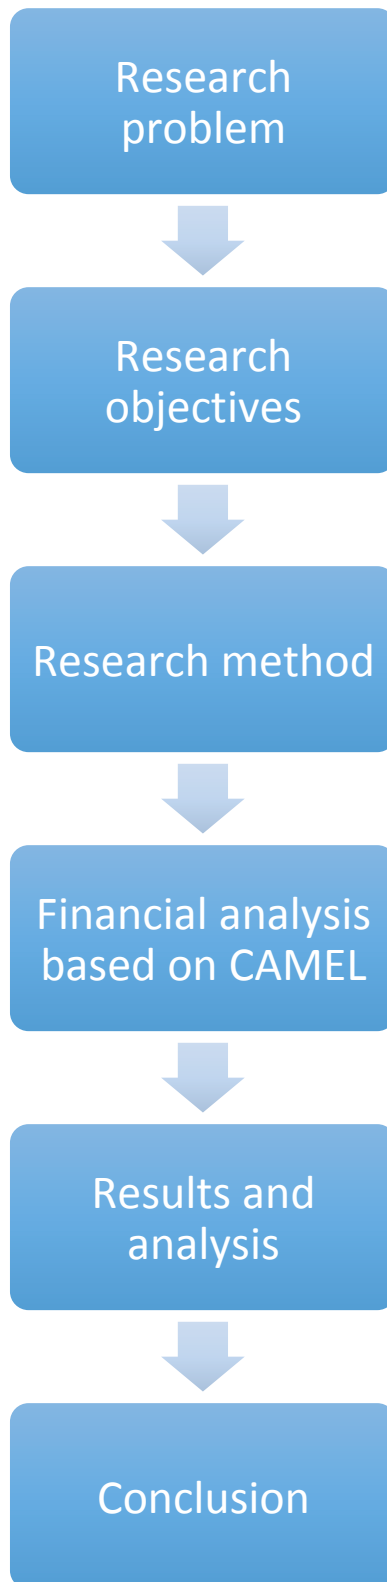 Research
problem
Research
objectives
Research method
Financial analysis
based on CAMEL
Results and
analysis
Conclusion